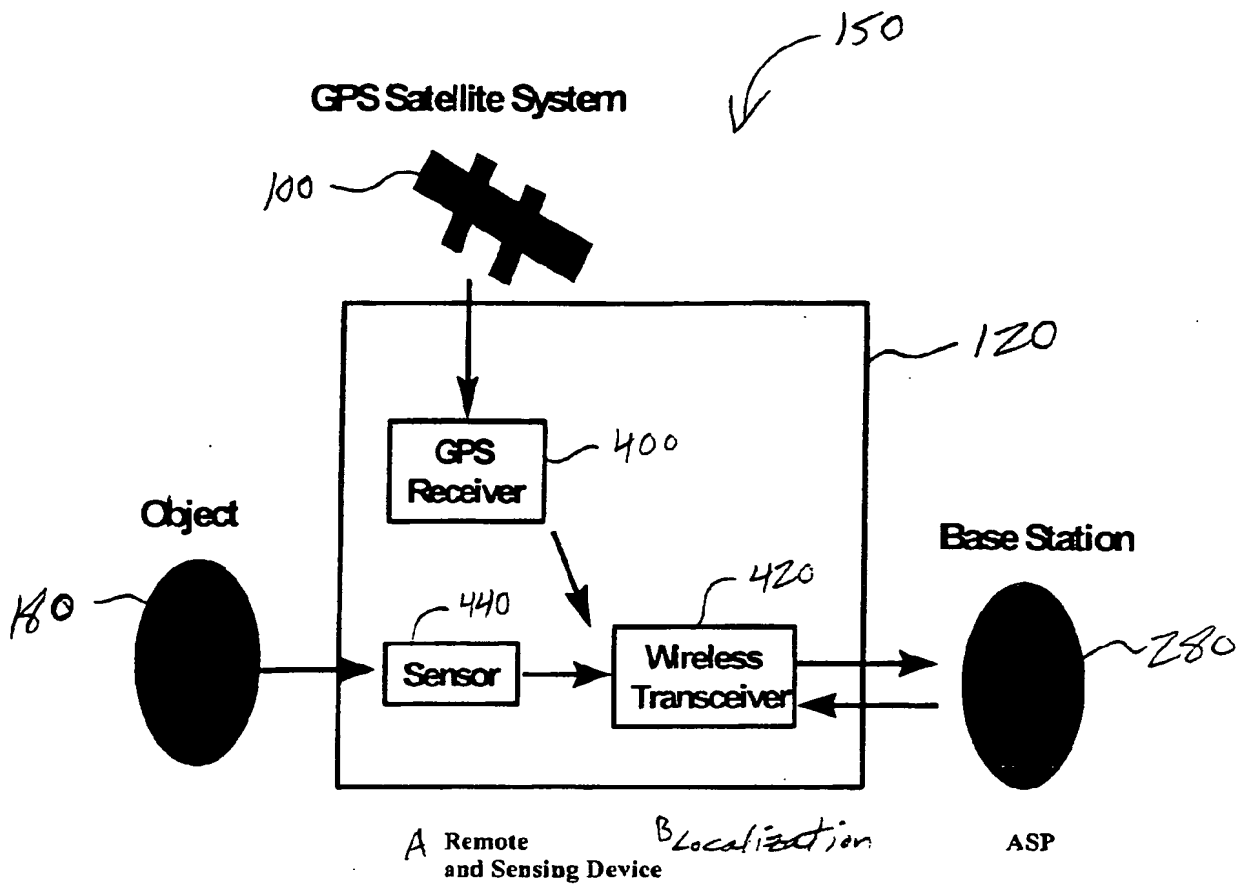 150
GPS Satellite System
100
120
GPS
Receiver
400
Object
Base Station
180
440
420
Sensor
Wireless
Transceiver
280
A Remote
and Sensing Device
B Localization
ASP